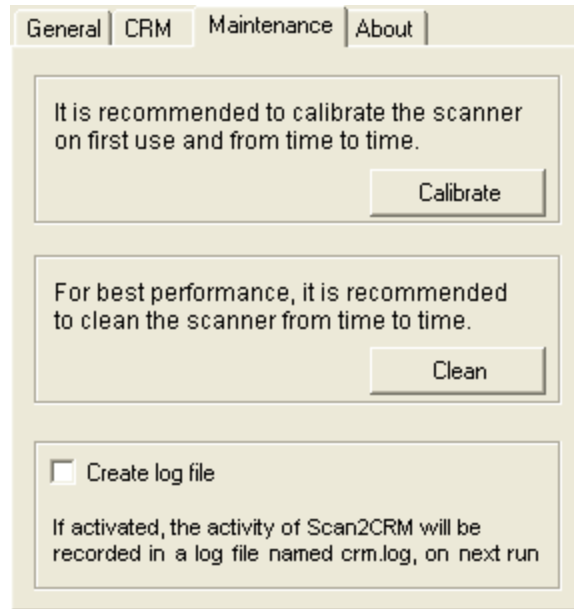 General CRM Maintenance About
It is recommended to calibrate the scanner
on first use and from time to time.
Calibrate
For best performance, it is recommended
to clean the scanner from time to time.
Clean
Create log file
If activated, the activity of Scan2CRM will be
recorded in a log file named crm.log, on next run